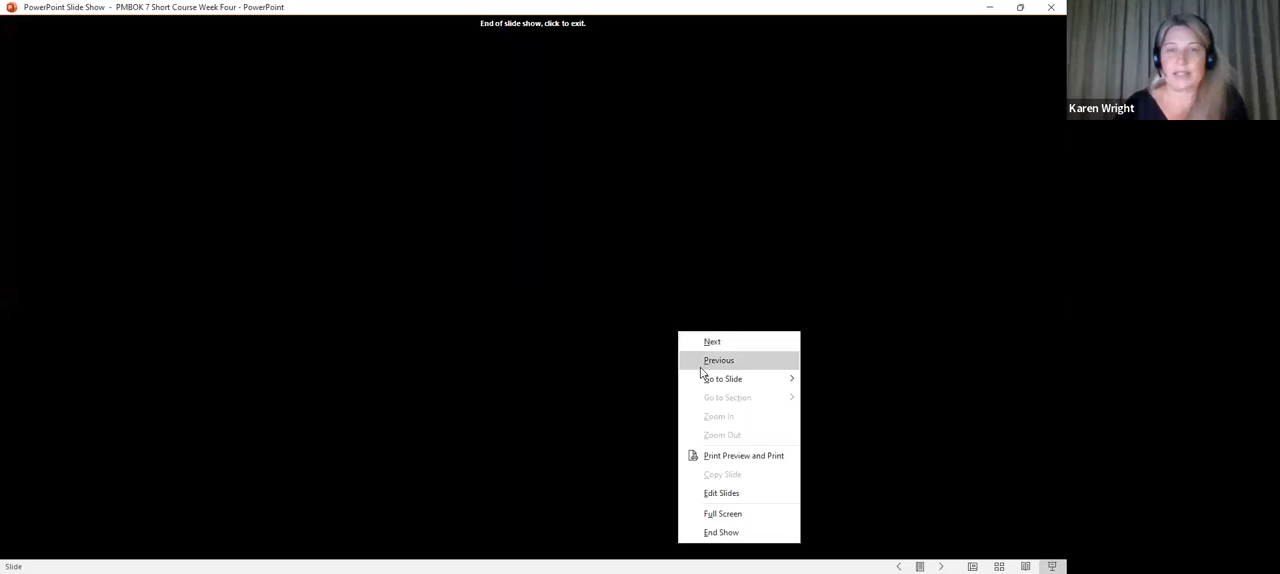 PowerPoint Slide Show - PMBOK 7 Short Course Week Four - PowerPoint
End of slide show, click to exit.
Karen Wright
Next
Previous
Go to Slide
Go to Section
Zoom In
Zoom Out
Print Preview and Print
Copy Slide
Edit Slides
Full Screen
End Show
Slide